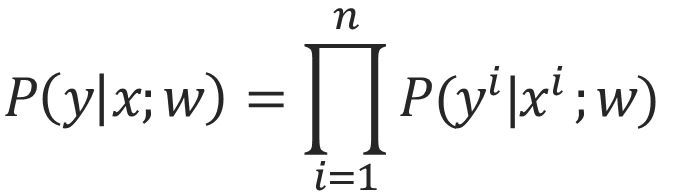 P(y|x;w) = ∏_{i=1}^{n} P(y^i|x^i;w)